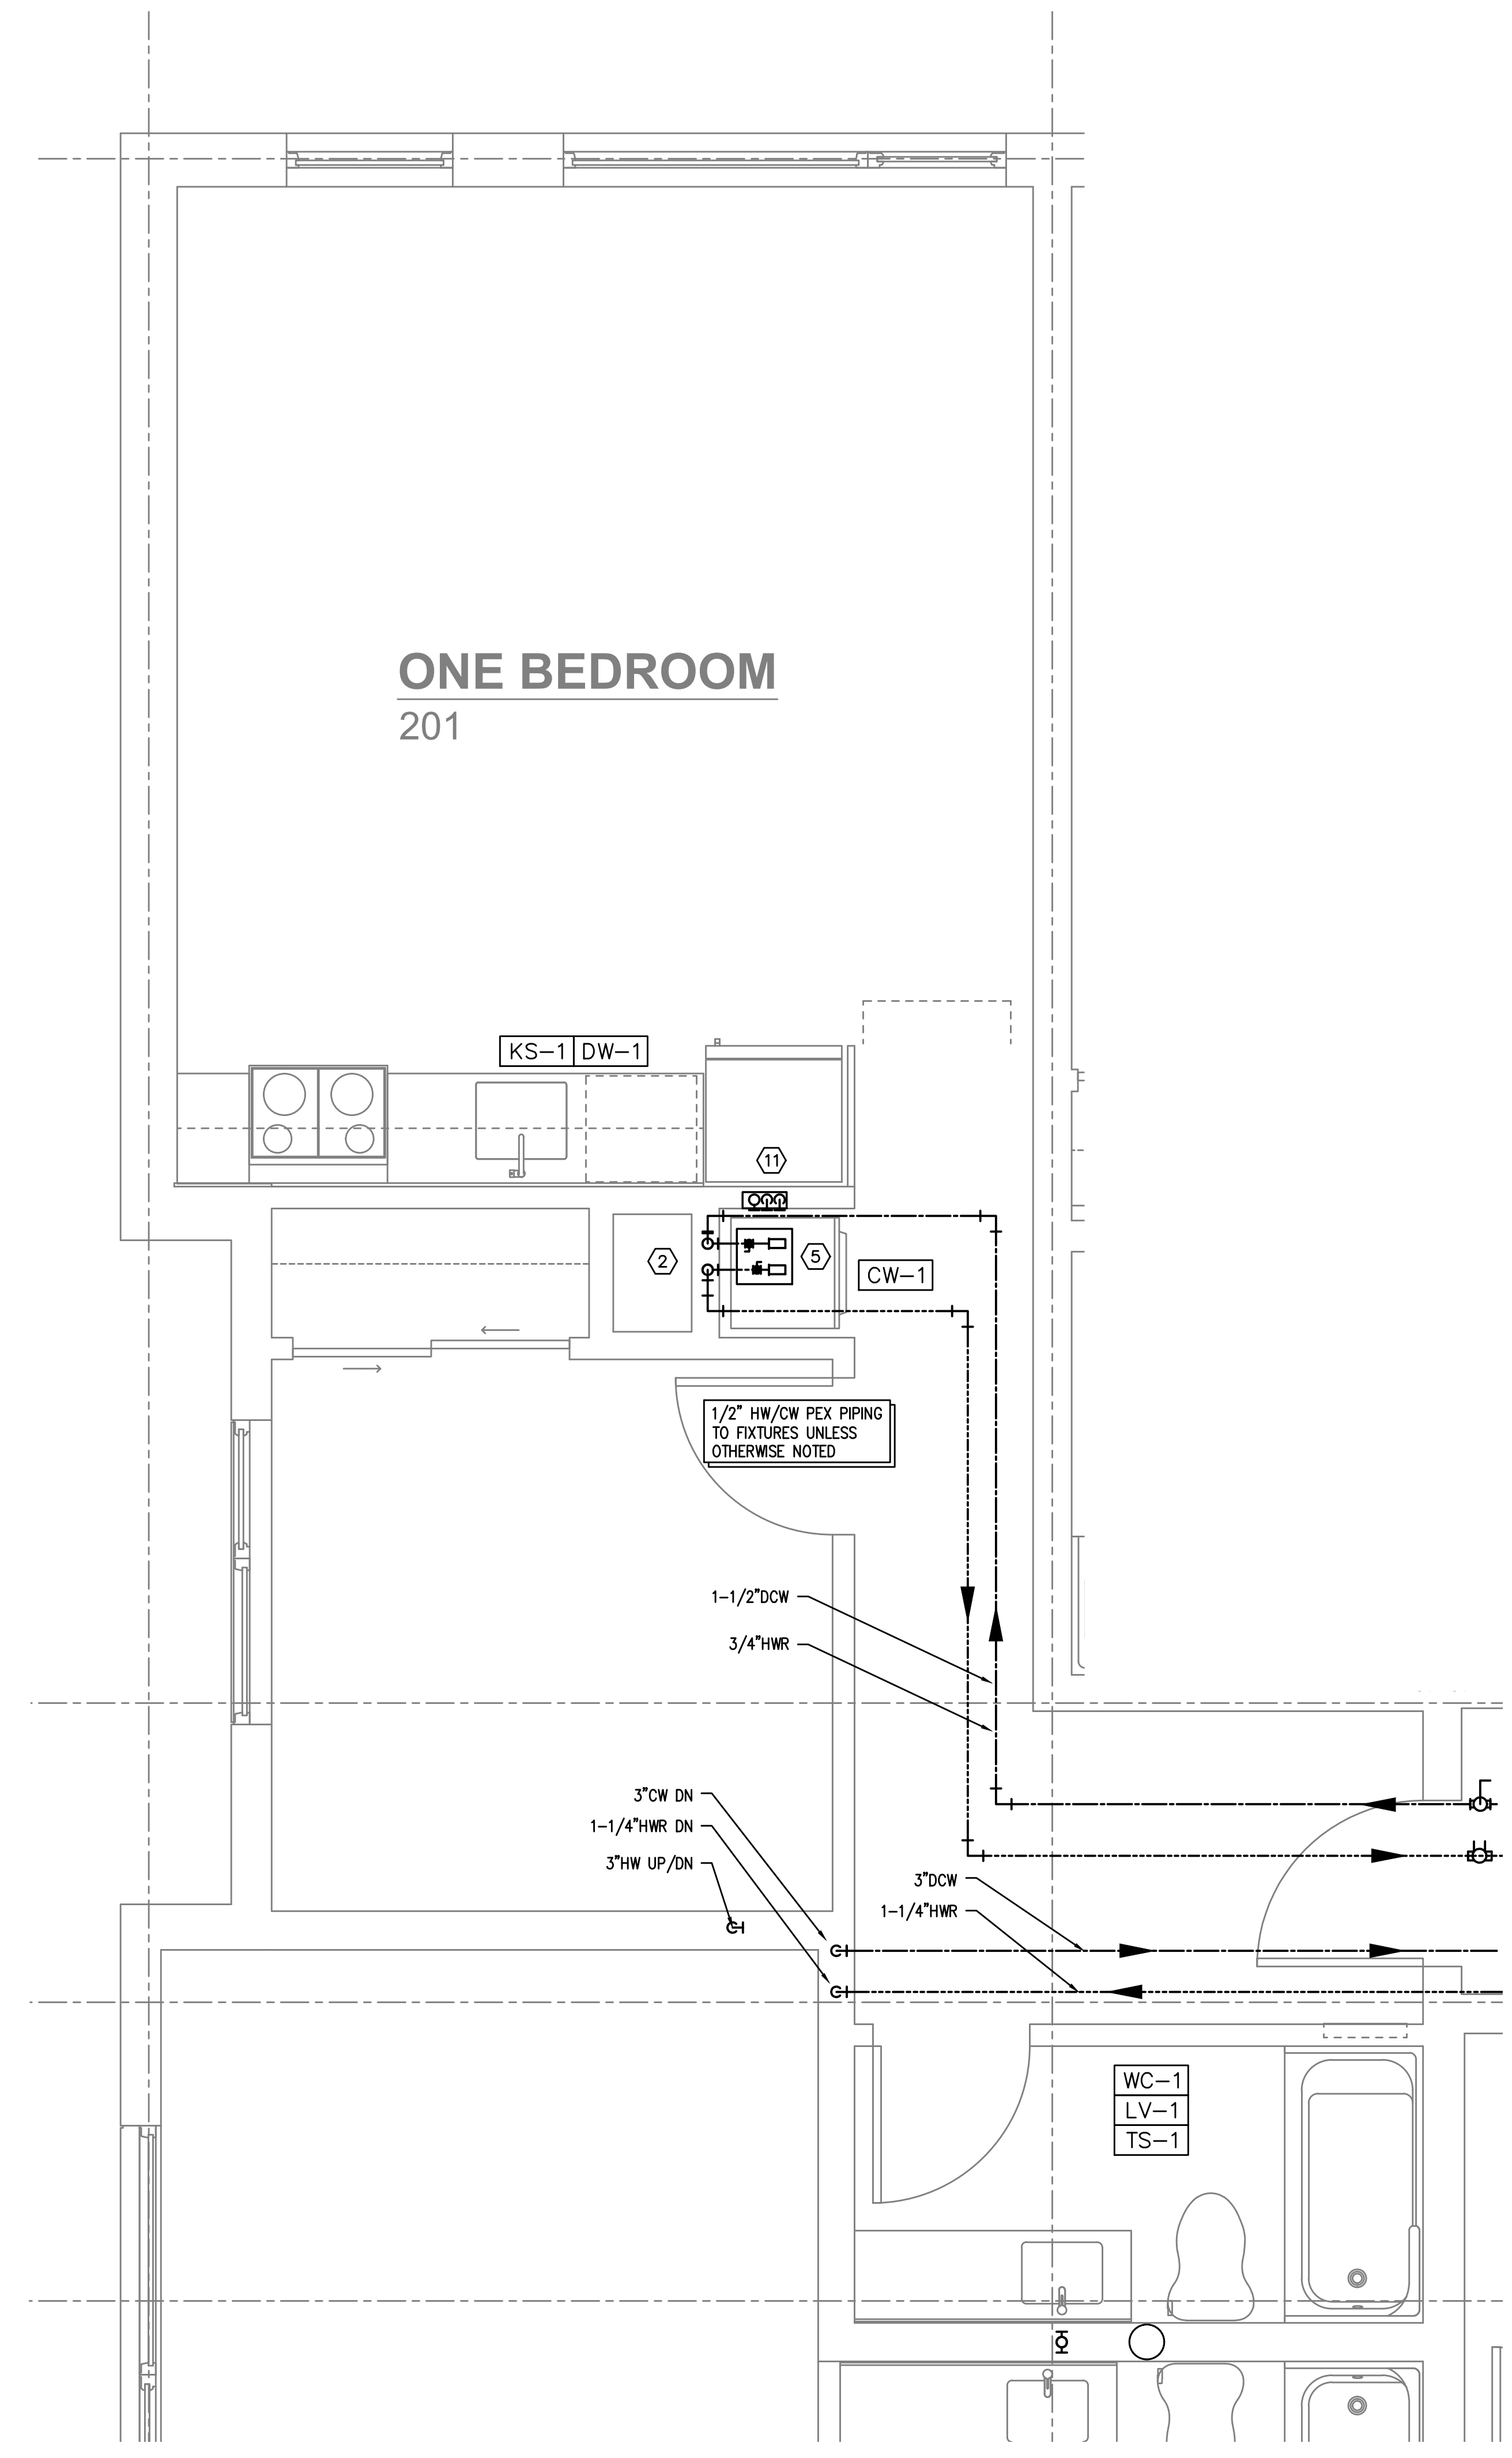 ONE BEDROOM
201
KS-1 DW-1
11
2
5
CW-1
1/2" HW/CW PEX PIPING
TO FIXTURES UNLESS
OTHERWISE NOTED
1-1/2"DCW
3/4"HWR
3"CW DN
1-1/4"HWR DN
3"HW UP/DN
3"DCW
1-1/4"HWR
WC-1
LV-1
TS-1